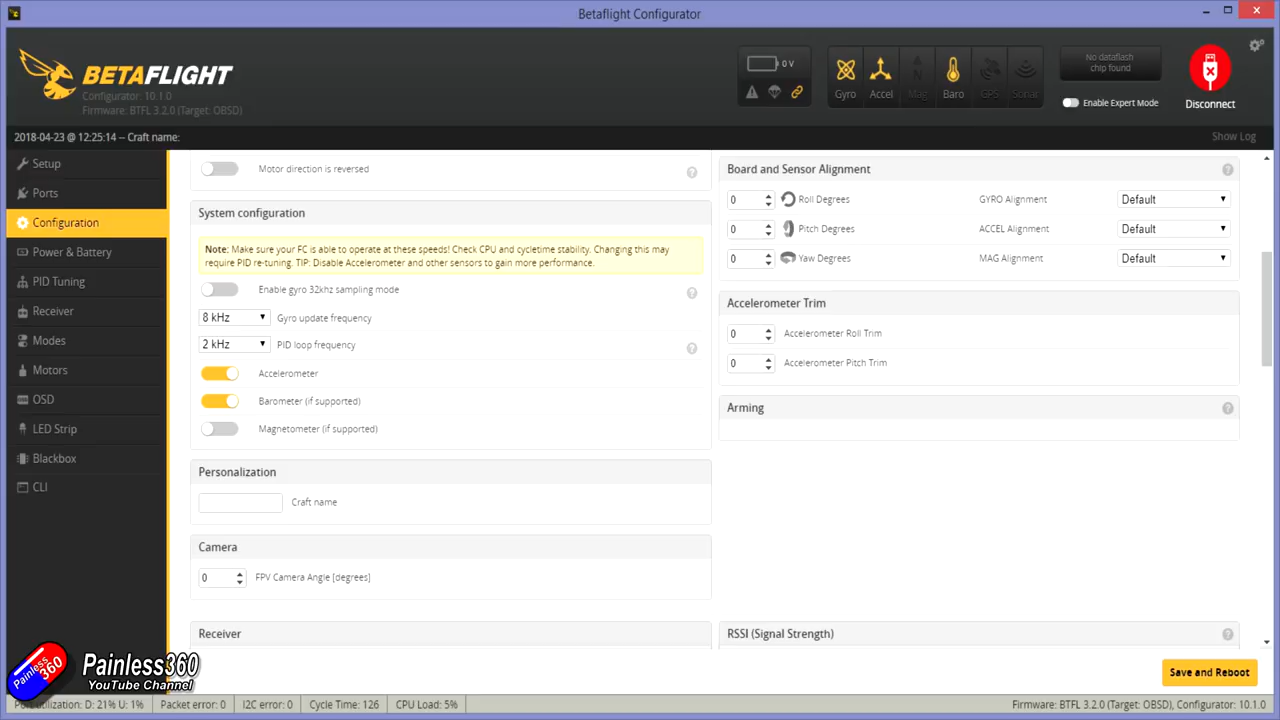 Betaflight Configurator
BETAFLIGHT
Configurator: 10.1.0
Firmware: BTFL 3.2.0 (Target: OBSD)
0 V
Gyro
Accel
Mag
Baro
GPS
Sonar
No dataflash
chip found
Enable Expert Mode
Disconnect
2018-04-23 @ 12:25:14 -- Craft name:
Show Log
Setup
Ports
Configuration
Power & Battery
PID Tuning
Receiver
Modes
Motors
OSD
LED Strip
Blackbox
CLI
Motor direction is reversed
System configuration
Note: Make sure your FC is able to operate at these speeds! Check CPU and cycletime stability. Changing this may
require PID re-tuning. TIP: Disable Accelerometer and other sensors to gain more performance.
Enable gyro 32khz sampling mode
8 kHz Gyro update frequency
2 kHz PID loop frequency
Accelerometer
Barometer (if supported)
Magnetometer (if supported)
Personalization
Craft name
Camera
0 FPV Camera Angle [degrees]
Receiver
Board and Sensor Alignment
0 Roll Degrees GYRO Alignment Default
0 Pitch Degrees ACCEL Alignment Default
0 Yaw Degrees MAG Alignment Default
Accelerometer Trim
0 Accelerometer Roll Trim
0 Accelerometer Pitch Trim
Arming
RSSI (Signal Strength)
Save and Reboot
Painless360
Painless360
YouTube Channel
Port utilization: D: 21% U: 1% Packet error: 0 I2C error: 0 Cycle Time: 126 CPU Load: 5% Firmware: BTFL 3.2.0 (Target: OBSD), Configurator: 10.1.0